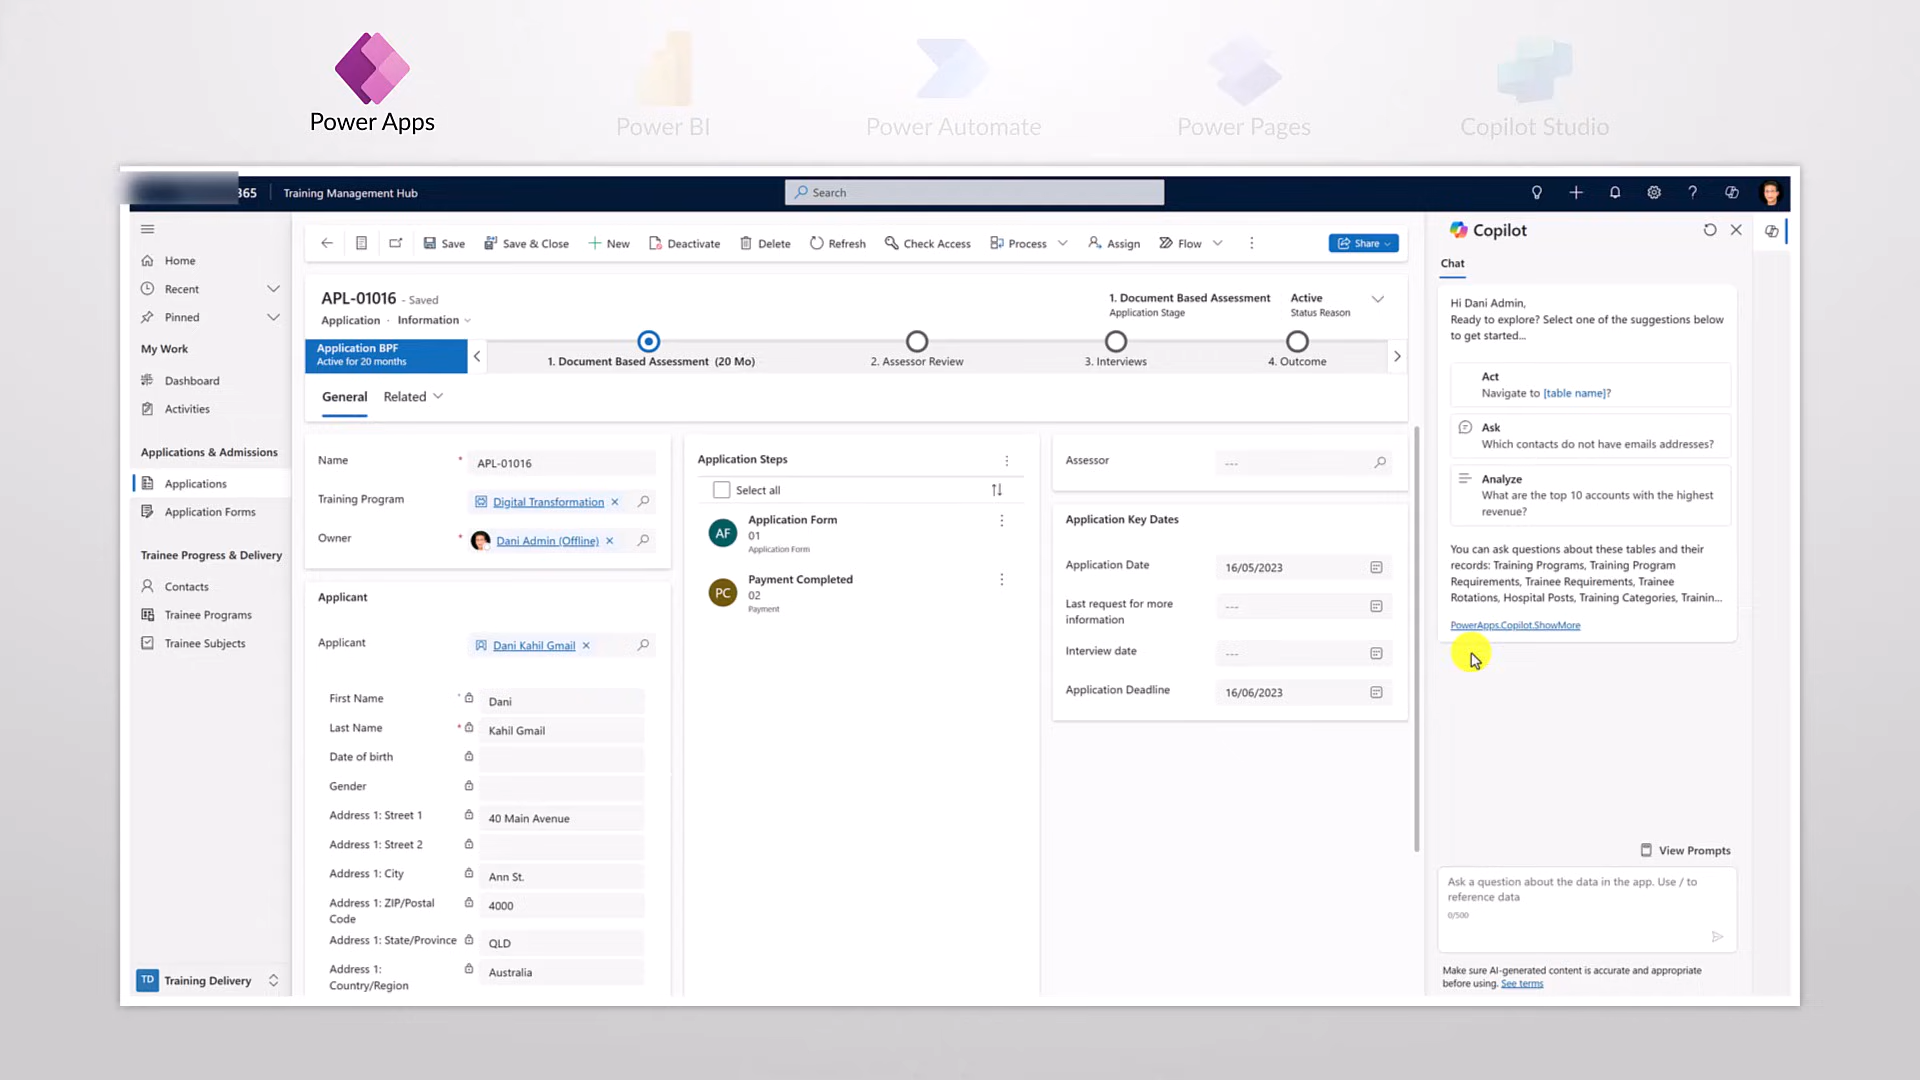 Power Apps
Power BI
Power Automate
Power Pages
Copilot Studio
365
Training Management Hub
Search
Save
Save & Close
New
Deactivate
Delete
Refresh
Check Access
Process
Assign
Flow
Share
Home
Recent
Pinned
My Work
Dashboard
Activities
Applications & Admissions
Applications
Application Forms
Trainee Progress & Delivery
Contacts
Trainee Programs
Trainee Subjects
TD
Training Delivery
APL-01016 - Saved
Application · Information
1. Document Based Assessment
Application Stage
Active
Status Reason
Application BPF
Active for 20 months
1. Document Based Assessment (20 Mo)
2. Assessor Review
3. Interviews
4. Outcome
General
Related
Name
*
APL-01016
Training Program
Digital Transformation
Owner
*
Dani Admin (Offline)
Applicant
Applicant
Dani Kahil Gmail
First Name
*
Dani
Last Name
*
Kahil Gmail
Date of birth
Gender
Address 1: Street 1
40 Main Avenue
Address 1: Street 2
Address 1: City
Ann St.
Address 1: ZIP/Postal
Code
4000
Address 1: State/Province
QLD
Address 1:
Country/Region
Australia
Application Steps
Select all
AF
Application Form
01
Application Form
PC
Payment Completed
02
Payment
Assessor
---
Application Key Dates
Application Date
16/05/2023
Last request for more
information
---
Interview date
---
Application Deadline
16/06/2023
Copilot
Chat
Hi Dani Admin,
Ready to explore? Select one of the suggestions below
to get started...
Act
Navigate to [table name]?
Ask
Which contacts do not have emails addresses?
Analyze
What are the top 10 accounts with the highest
revenue?
You can ask questions about these tables and their
records: Training Programs, Training Program
Requirements, Trainee Requirements, Trainee
Rotations, Hospital Posts, Training Categories, Trainin...
PowerApps.Copilot.ShowMore
View Prompts
Ask a question about the data in the app. Use / to
reference data
0/500
Make sure AI-generated content is accurate and appropriate
before using. See terms